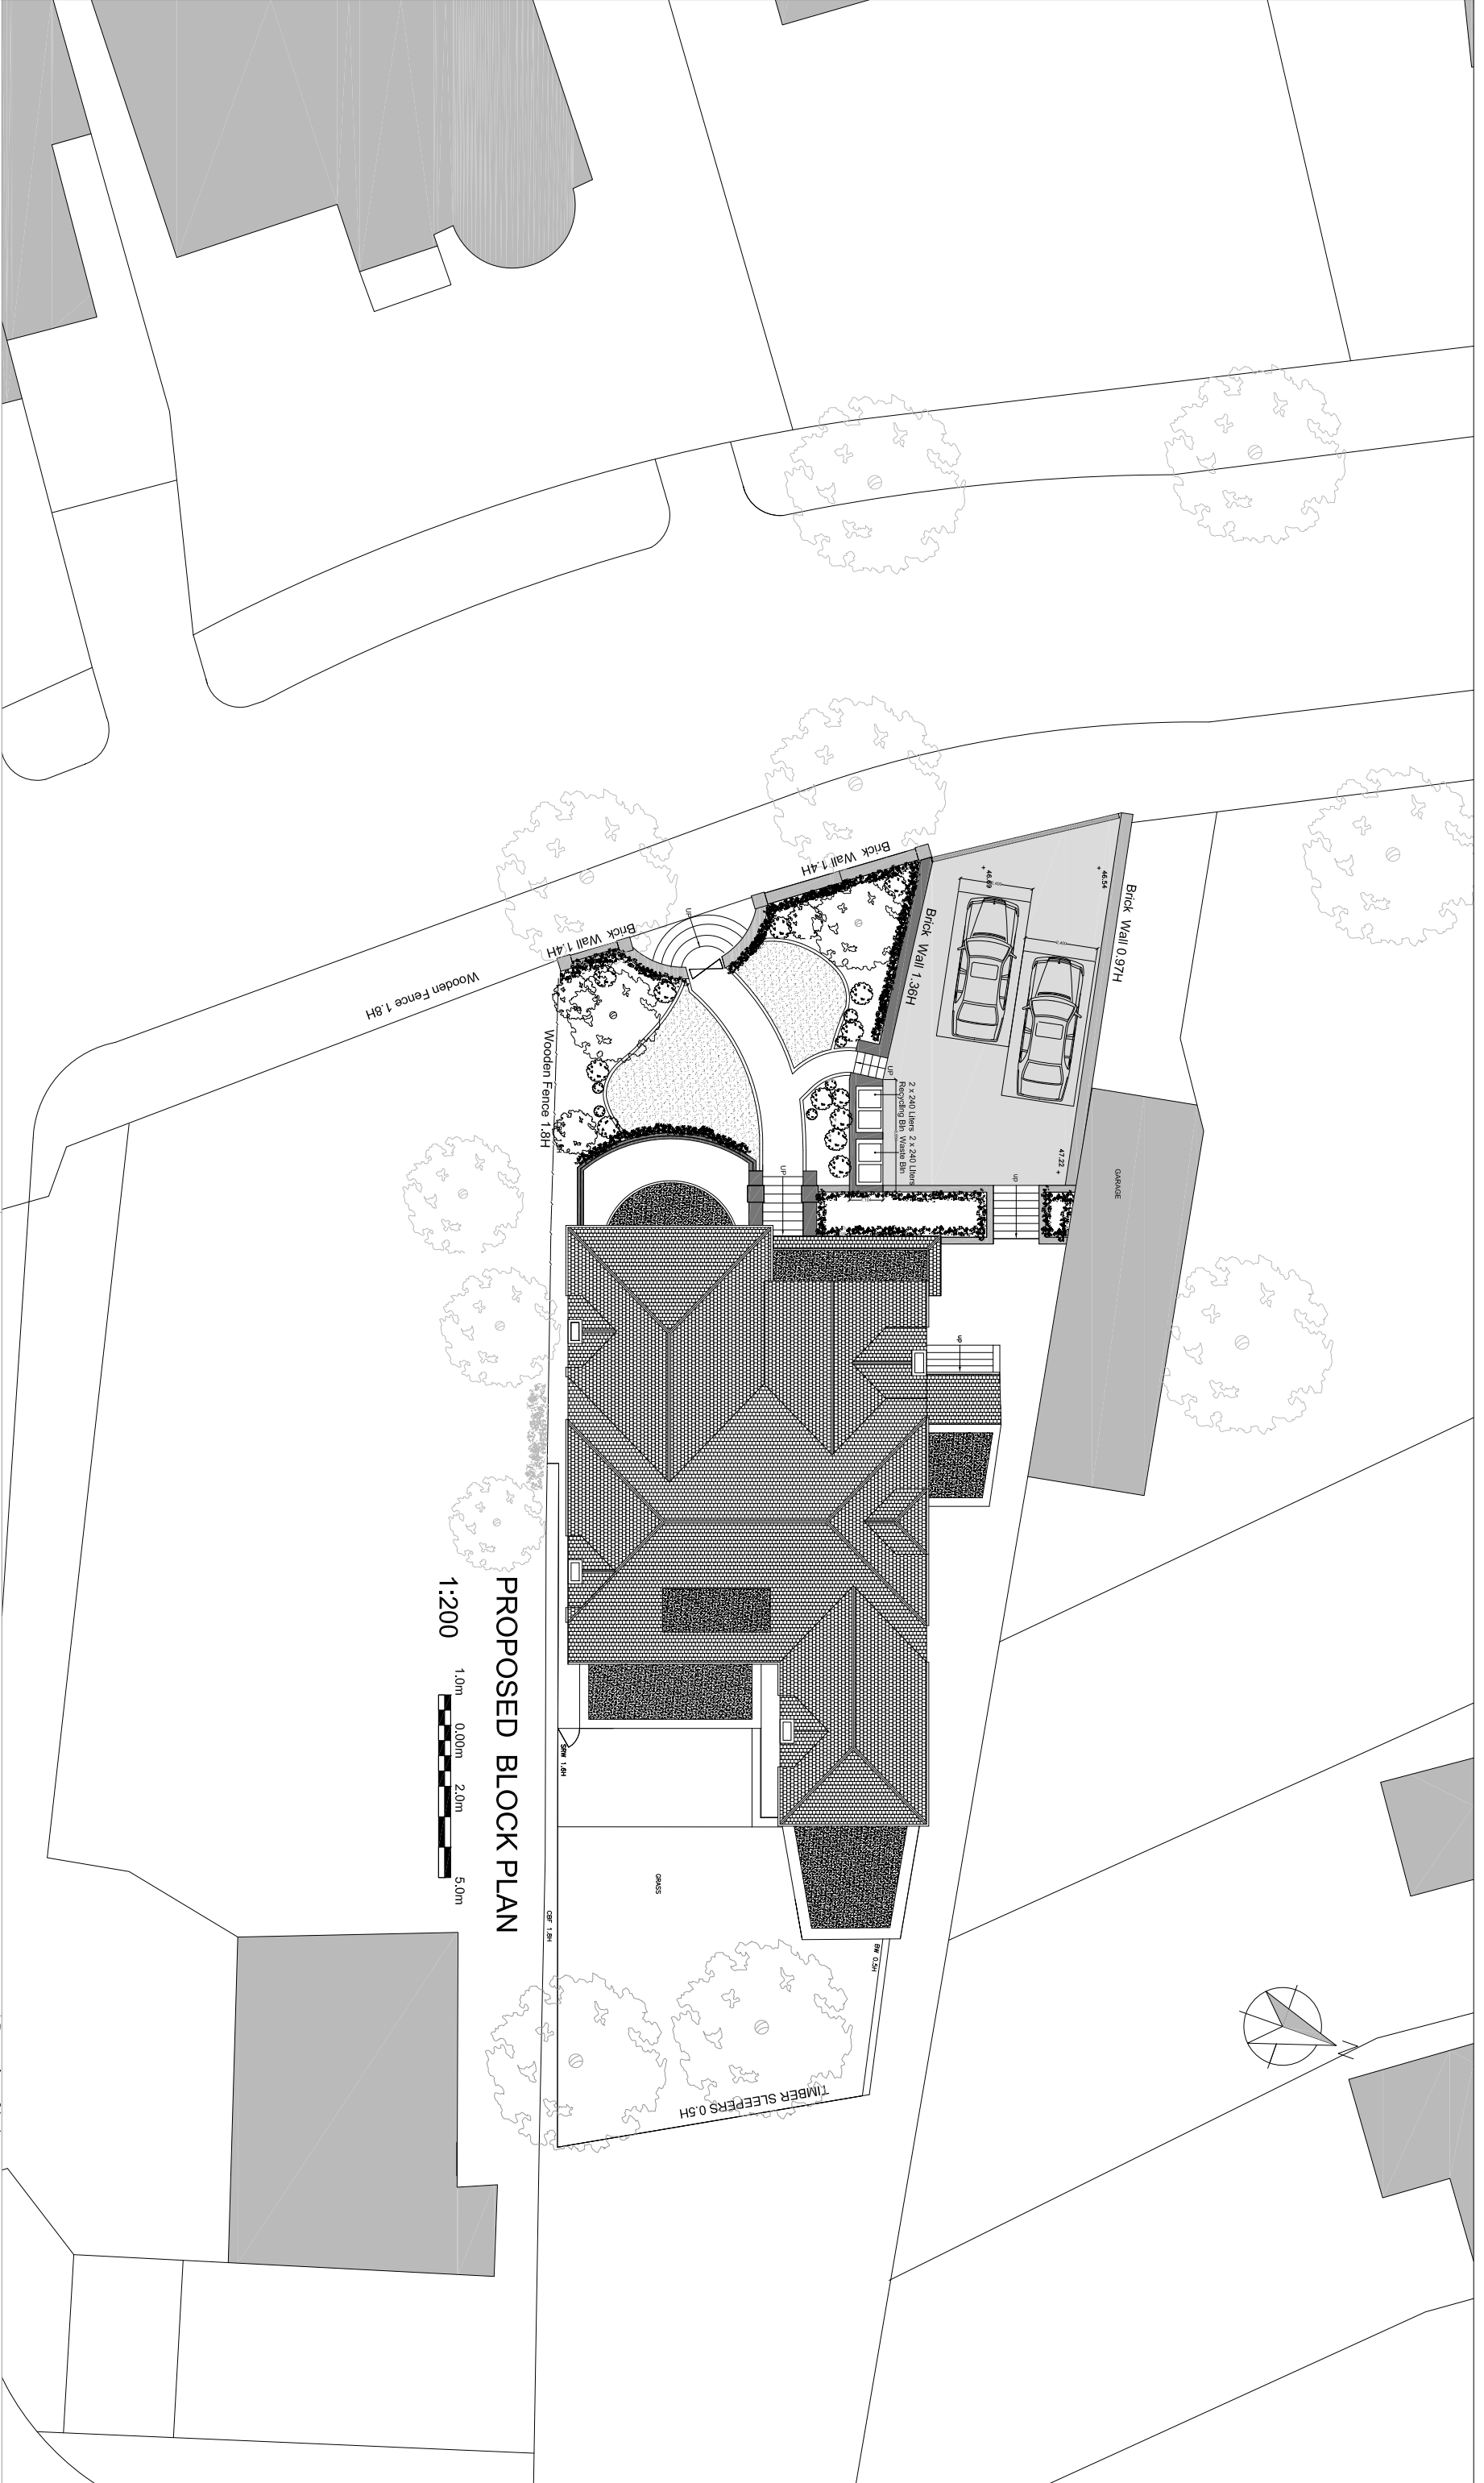 Brick Wall 1.4H
Brick Wall 1.4H
Wooden Fence 1.8H
Wooden Fence 1.8H
Brick Wall 1.36H
Brick Wall 0.97H
46.69
46.54
47.22
UP
UP
2 x 240 Liters
Recycling Bin
2 x 240 Liters
Waste Bin
UP
UP
GARAGE
up
PROPOSED BLOCK PLAN
1:200
1.0m
0.00m
2.0m
5.0m
SRW 1.6H
GRASS
CBF 1.8H
BW 0.5H
TIMBER SLEEPERS 0.5H
N